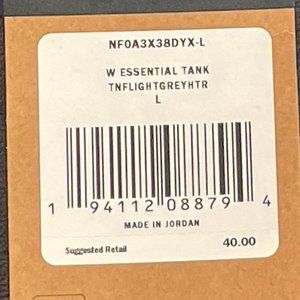 NF0A3X38DYX-L
W ESSENTIAL TANK
TNFLIGHTGREYHTR
L
1 94112 08879 4
MADE IN JORDAN
Suggested Retail 40.00